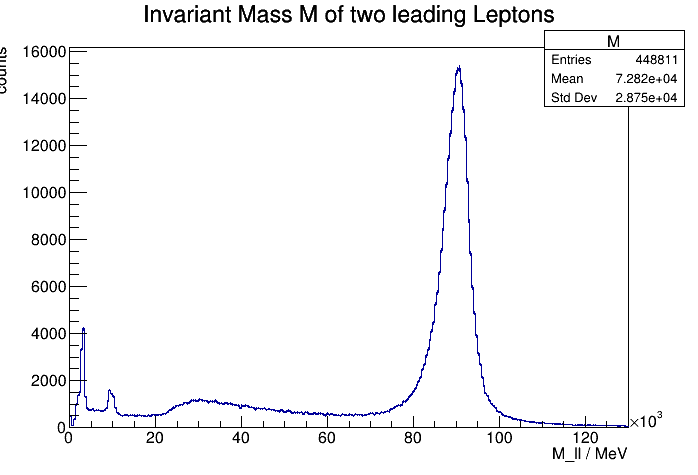 Invariant Mass M of two leading Leptons
M
Entries 448811
Mean 7.282e+04
Std Dev 2.875e+04
counts
16000
14000
12000
10000
8000
6000
4000
2000
0
0 20 40 60 80 100 120
×10³
M_ll / MeV